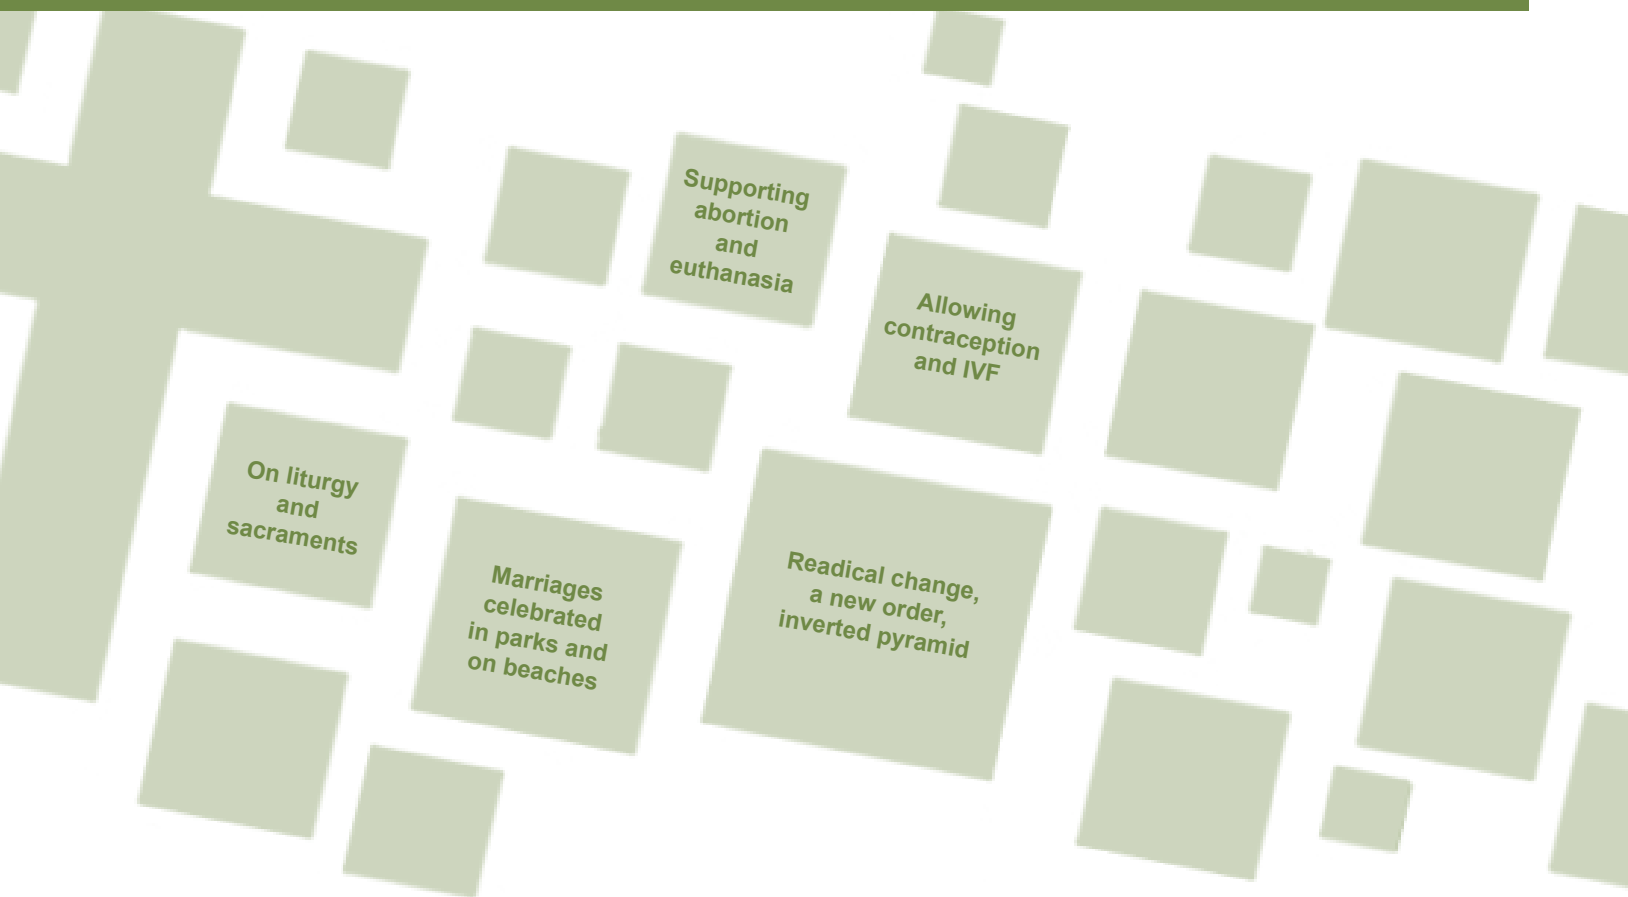 Supporting
abortion
and
euthanasia
Allowing
contraception
and IVF
On liturgy
and
sacraments
Marriages
celebrated
in parks and
on beaches
Readical change,
a new order,
inverted pyramid